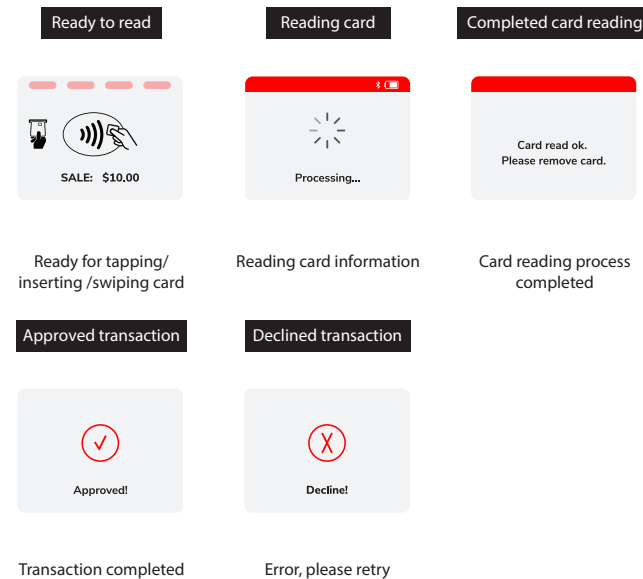 Ready to read
Reading card
Completed card reading
SALE: $10.00
Processing...
Card read ok.
Please remove card.
Ready for tapping/
inserting /swiping card
Reading card information
Card reading process
completed
Approved transaction
Declined transaction
Approved!
Decline!
Transaction completed
Error, please retry